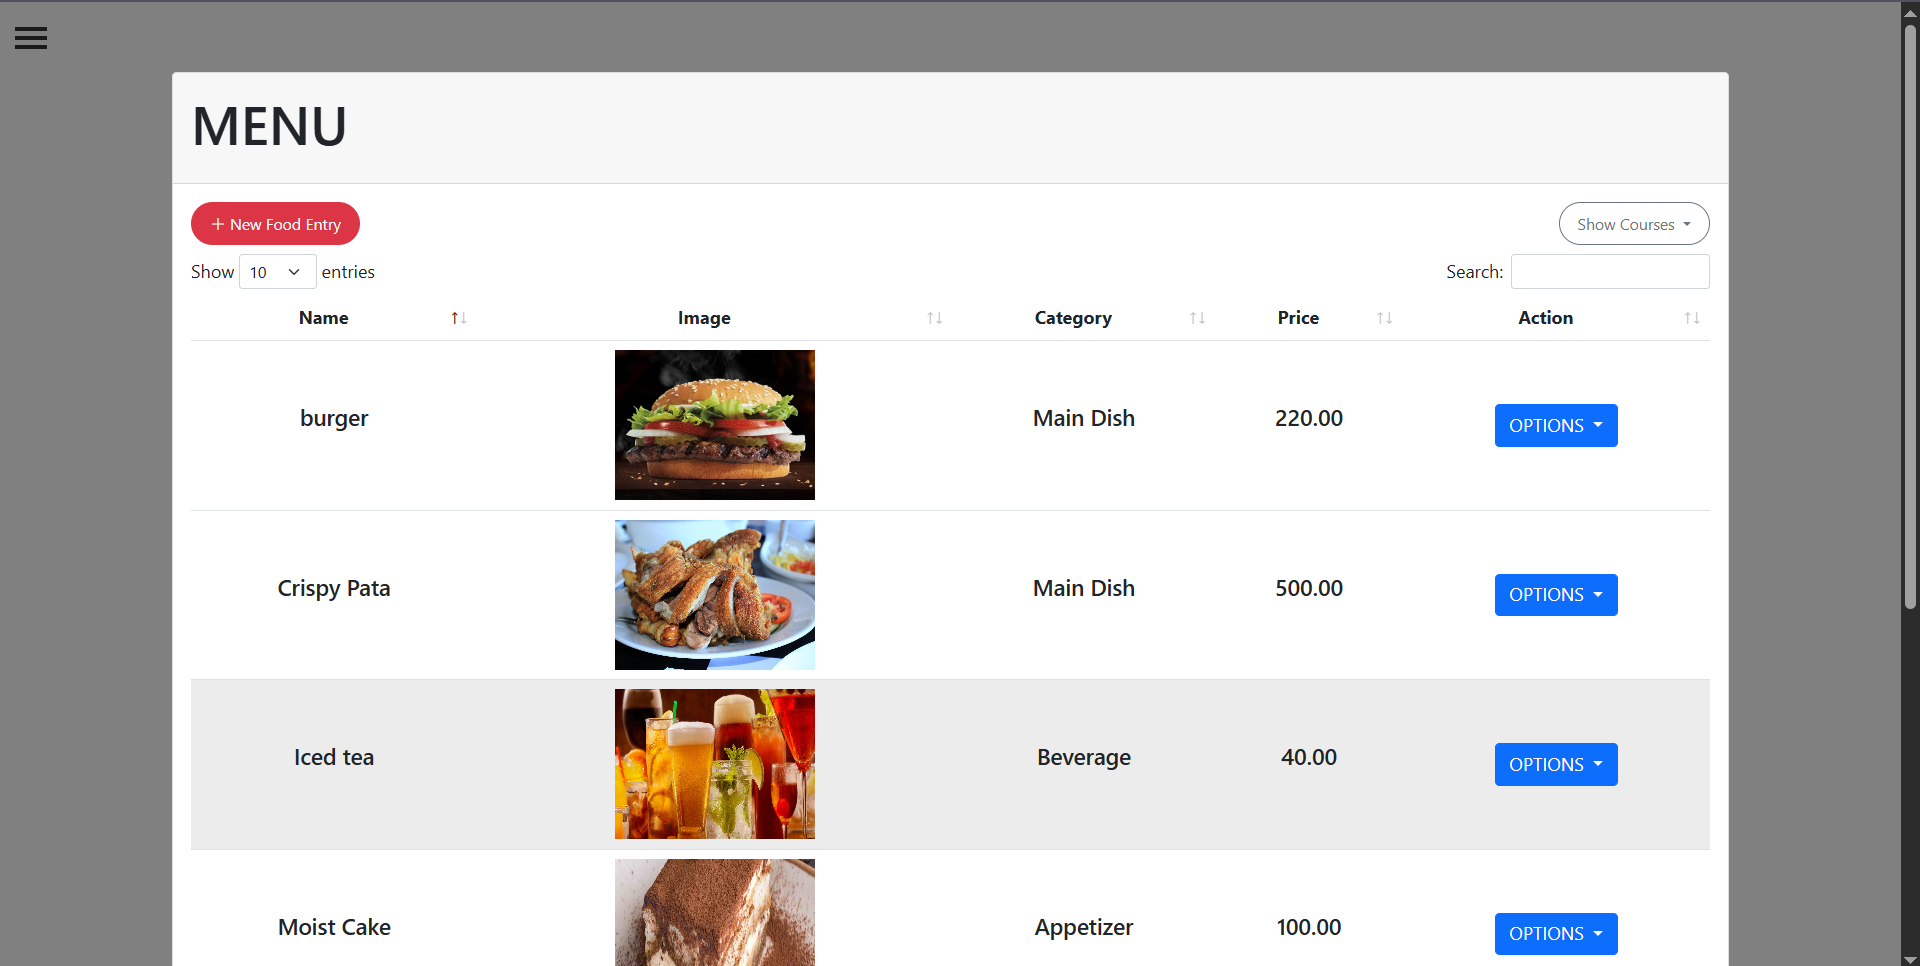 MENU
New Food Entry
Show Courses
Show 10 entries
Search:
Name Image Category Price Action
burger Main Dish 220.00 OPTIONS
Crispy Pata Main Dish 500.00 OPTIONS
Iced tea Beverage 40.00 OPTIONS
Moist Cake Appetizer 100.00 OPTIONS